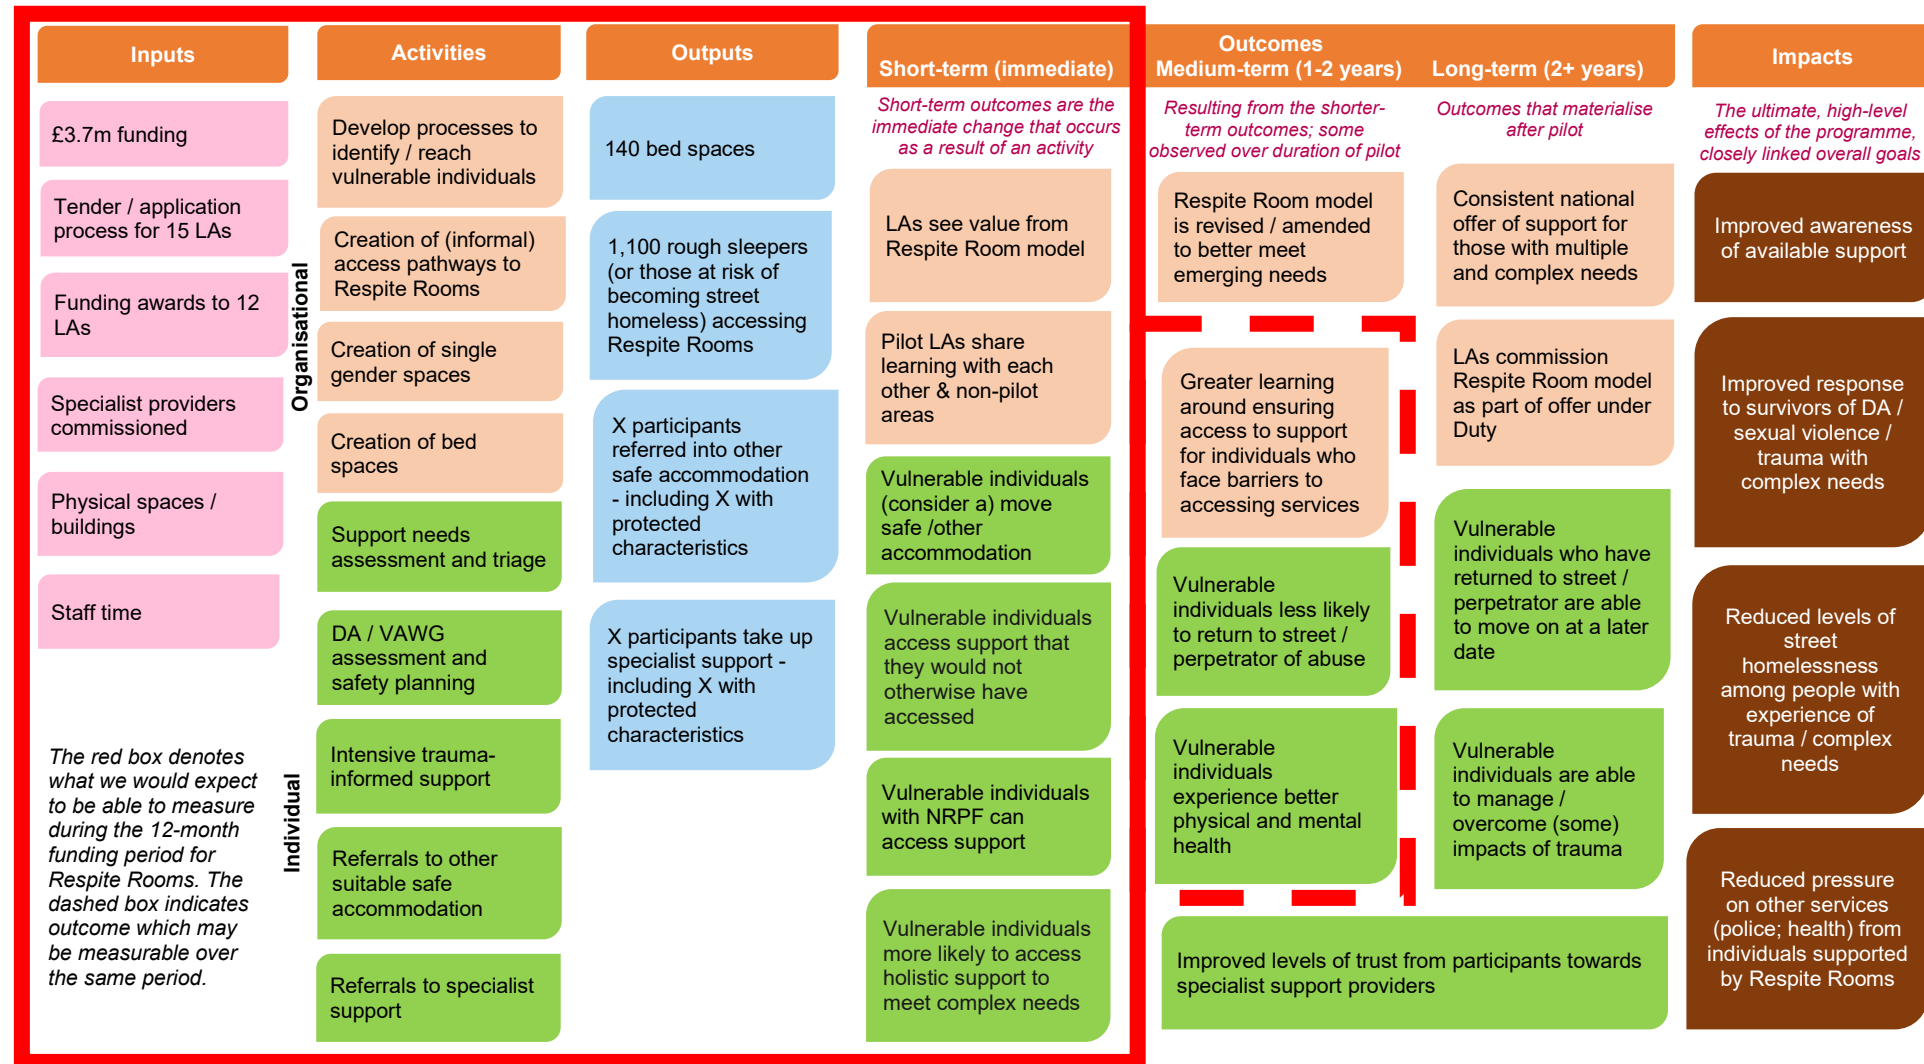 Inputs
£3.7m funding
Tender / application
process for 15 LAs
Funding awards to 12
LAs
Specialist providers
commissioned
Physical spaces /
buildings
Staff time
The red box denotes
what we would expect
to be able to measure
during the 12-month
funding period for
Respite Rooms. The
dashed box indicates
outcome which may
be measurable over
the same period.
Organisational
Individual
Activities
Develop processes to
identify / reach
vulnerable individuals
Creation of (informal)
access pathways to
Respite Rooms
Creation of single
gender spaces
Creation of bed
spaces
Support needs
assessment and triage
DA / VAWG
assessment and
safety planning
Intensive trauma-
informed support
Referrals to other
suitable safe
accommodation
Referrals to specialist
support
Outputs
140 bed spaces
1,100 rough sleepers
(or those at risk of
becoming street
homeless) accessing
Respite Rooms
X participants
referred into other
safe accommodation
- including X with
protected
characteristics
X participants take up
specialist support -
including X with
protected
characteristics
Outcomes
Short-term (immediate)
Short-term outcomes are the
immediate change that occurs
as a result of an activity
LAs see value from
Respite Room model
Pilot LAs share
learning with each
other & non-pilot
areas
Vulnerable individuals
(consider a) move
safe /other
accommodation
Vulnerable individuals
access support that
they would not
otherwise have
accessed
Vulnerable individuals
with NRPF can
access support
Vulnerable individuals
more likely to access
holistic support to
meet complex needs
Medium-term (1-2 years)
Resulting from the shorter-
term outcomes; some
observed over duration of pilot
Respite Room model
is revised / amended
to better meet
emerging needs
Greater learning
around ensuring
access to support
for individuals who
face barriers to
accessing services
Vulnerable
individuals less likely
to return to street /
perpetrator of abuse
Vulnerable
individuals
experience better
physical and mental
health
Long-term (2+ years)
Outcomes that materialise
after pilot
Consistent national
offer of support for
those with multiple
and complex needs
LAs commission
Respite Room model
as part of offer under
Duty
Vulnerable
individuals who have
returned to street /
perpetrator are able
to move on at a later
date
Vulnerable
individuals are able
to manage /
overcome (some)
impacts of trauma
Improved levels of trust from participants towards
specialist support providers
Impacts
The ultimate, high-level
effects of the programme,
closely linked overall goals
Improved awareness
of available support
Improved response
to survivors of DA /
sexual violence /
trauma with
complex needs
Reduced levels of
street
homelessness
among people with
experience of
trauma / complex
needs
Reduced pressure
on other services
(police; health) from
individuals supported
by Respite Rooms